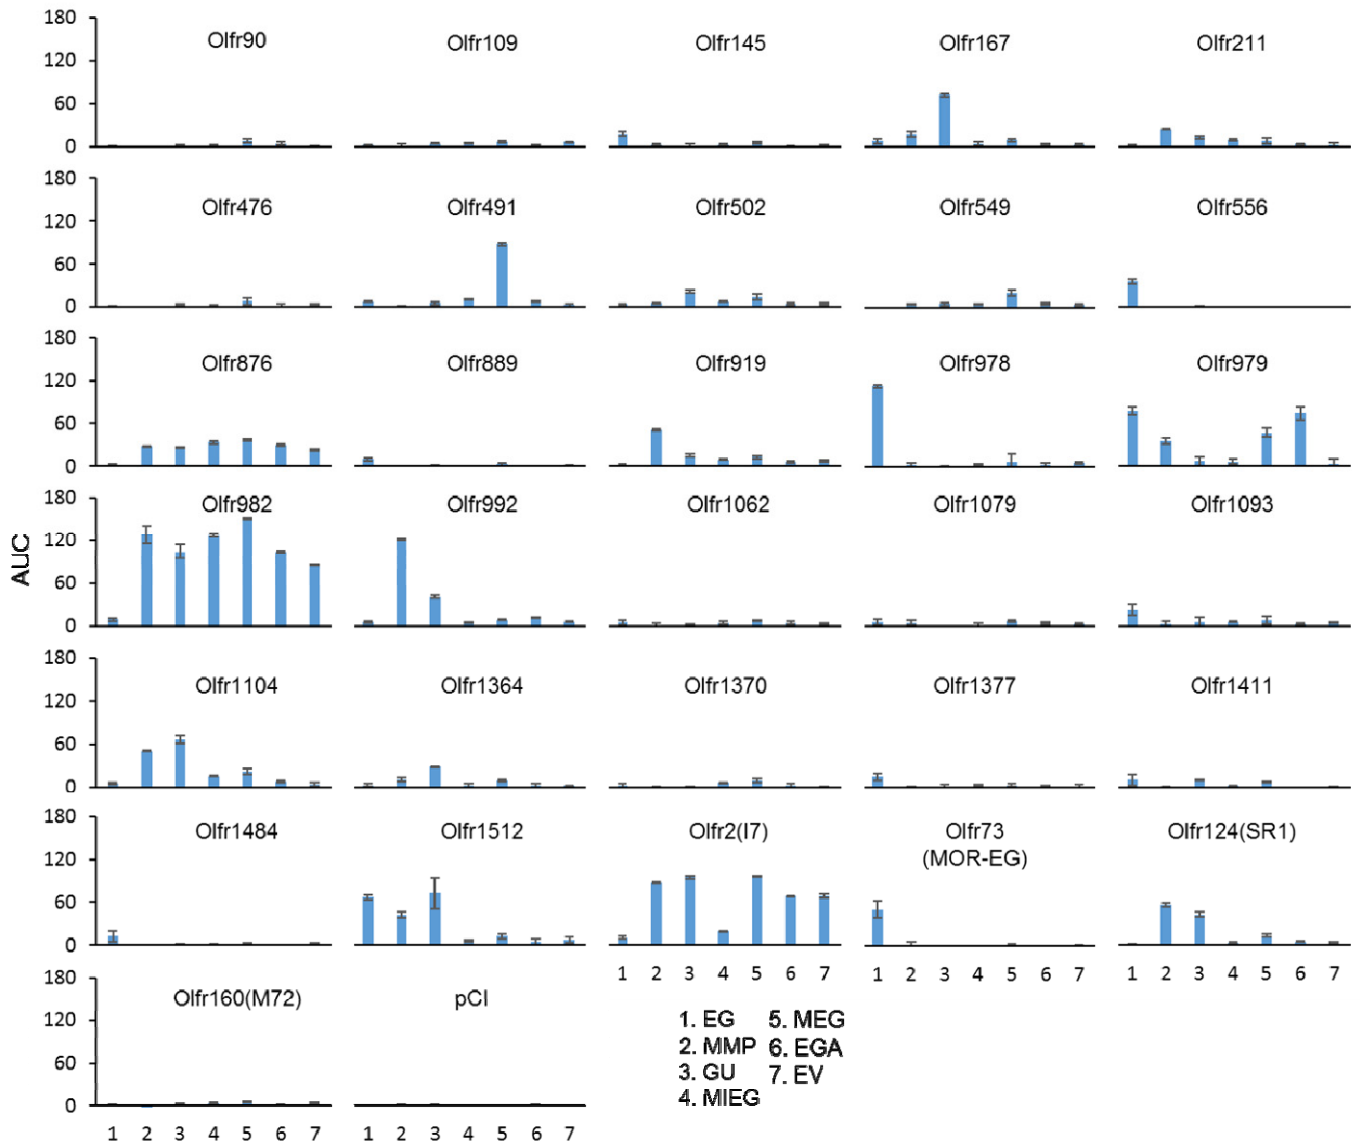 180
120
60
0
Olfr90
Olfr109
Olfr145
Olfr167
Olfr211
180
120
60
0
Olfr476
Olfr491
Olfr502
Olfr549
Olfr556
180
120
60
0
Olfr876
Olfr889
Olfr919
Olfr978
Olfr979
AUC
180
120
60
0
Olfr982
Olfr992
Olfr1062
Olfr1079
Olfr1093
180
120
60
0
Olfr1104
Olfr1364
Olfr1370
Olfr1377
Olfr1411
180
120
60
0
Olfr1484
Olfr1512
Olfr2(I7)
Olfr73
(MOR-EG)
Olfr124(SR1)
1 2 3 4 5 6 7
1 2 3 4 5 6 7
1 2 3 4 5 6 7
180
120
60
0
Olfr160(M72)
pCI
1 2 3 4 5 6 7
1 2 3 4 5 6 7
1. EG 5. MEG
2. MMP 6. EGA
3. GU 7. EV
4. MIEG